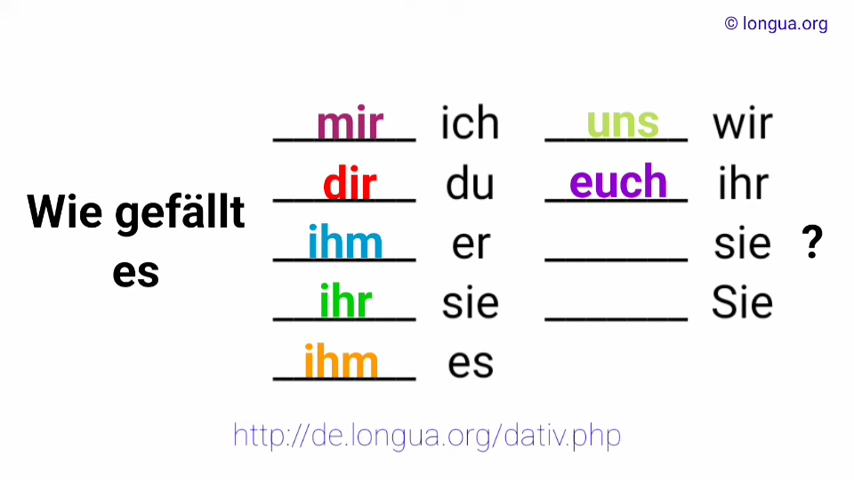 © longua.org
mir ich uns wir
dir du euch ihr
Wie gefällt es
ihm er sie ?
ihr sie Sie
ihm es
http://de.longua.org/dativ.php